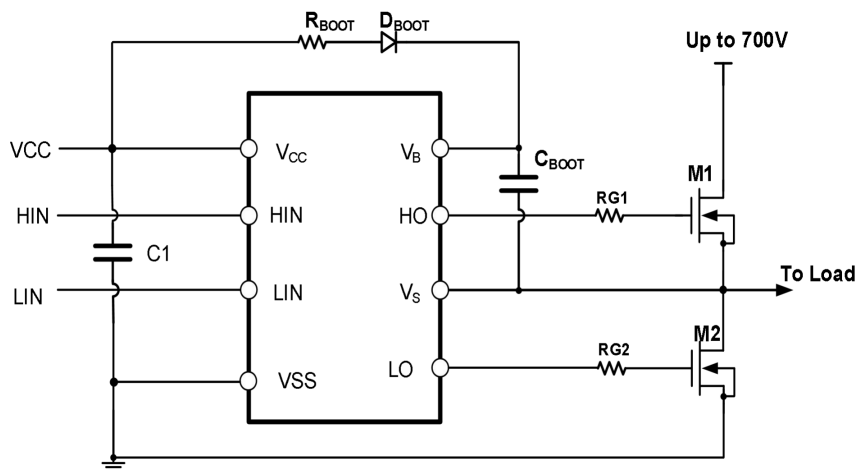 RBOOT DBOOT
Up to 700V
VCC
VCC
VB
CBOOT
M1
HIN
HIN
HO
RG1
C1
To Load
LIN
LIN
VS
M2
RG2
VSS
LO